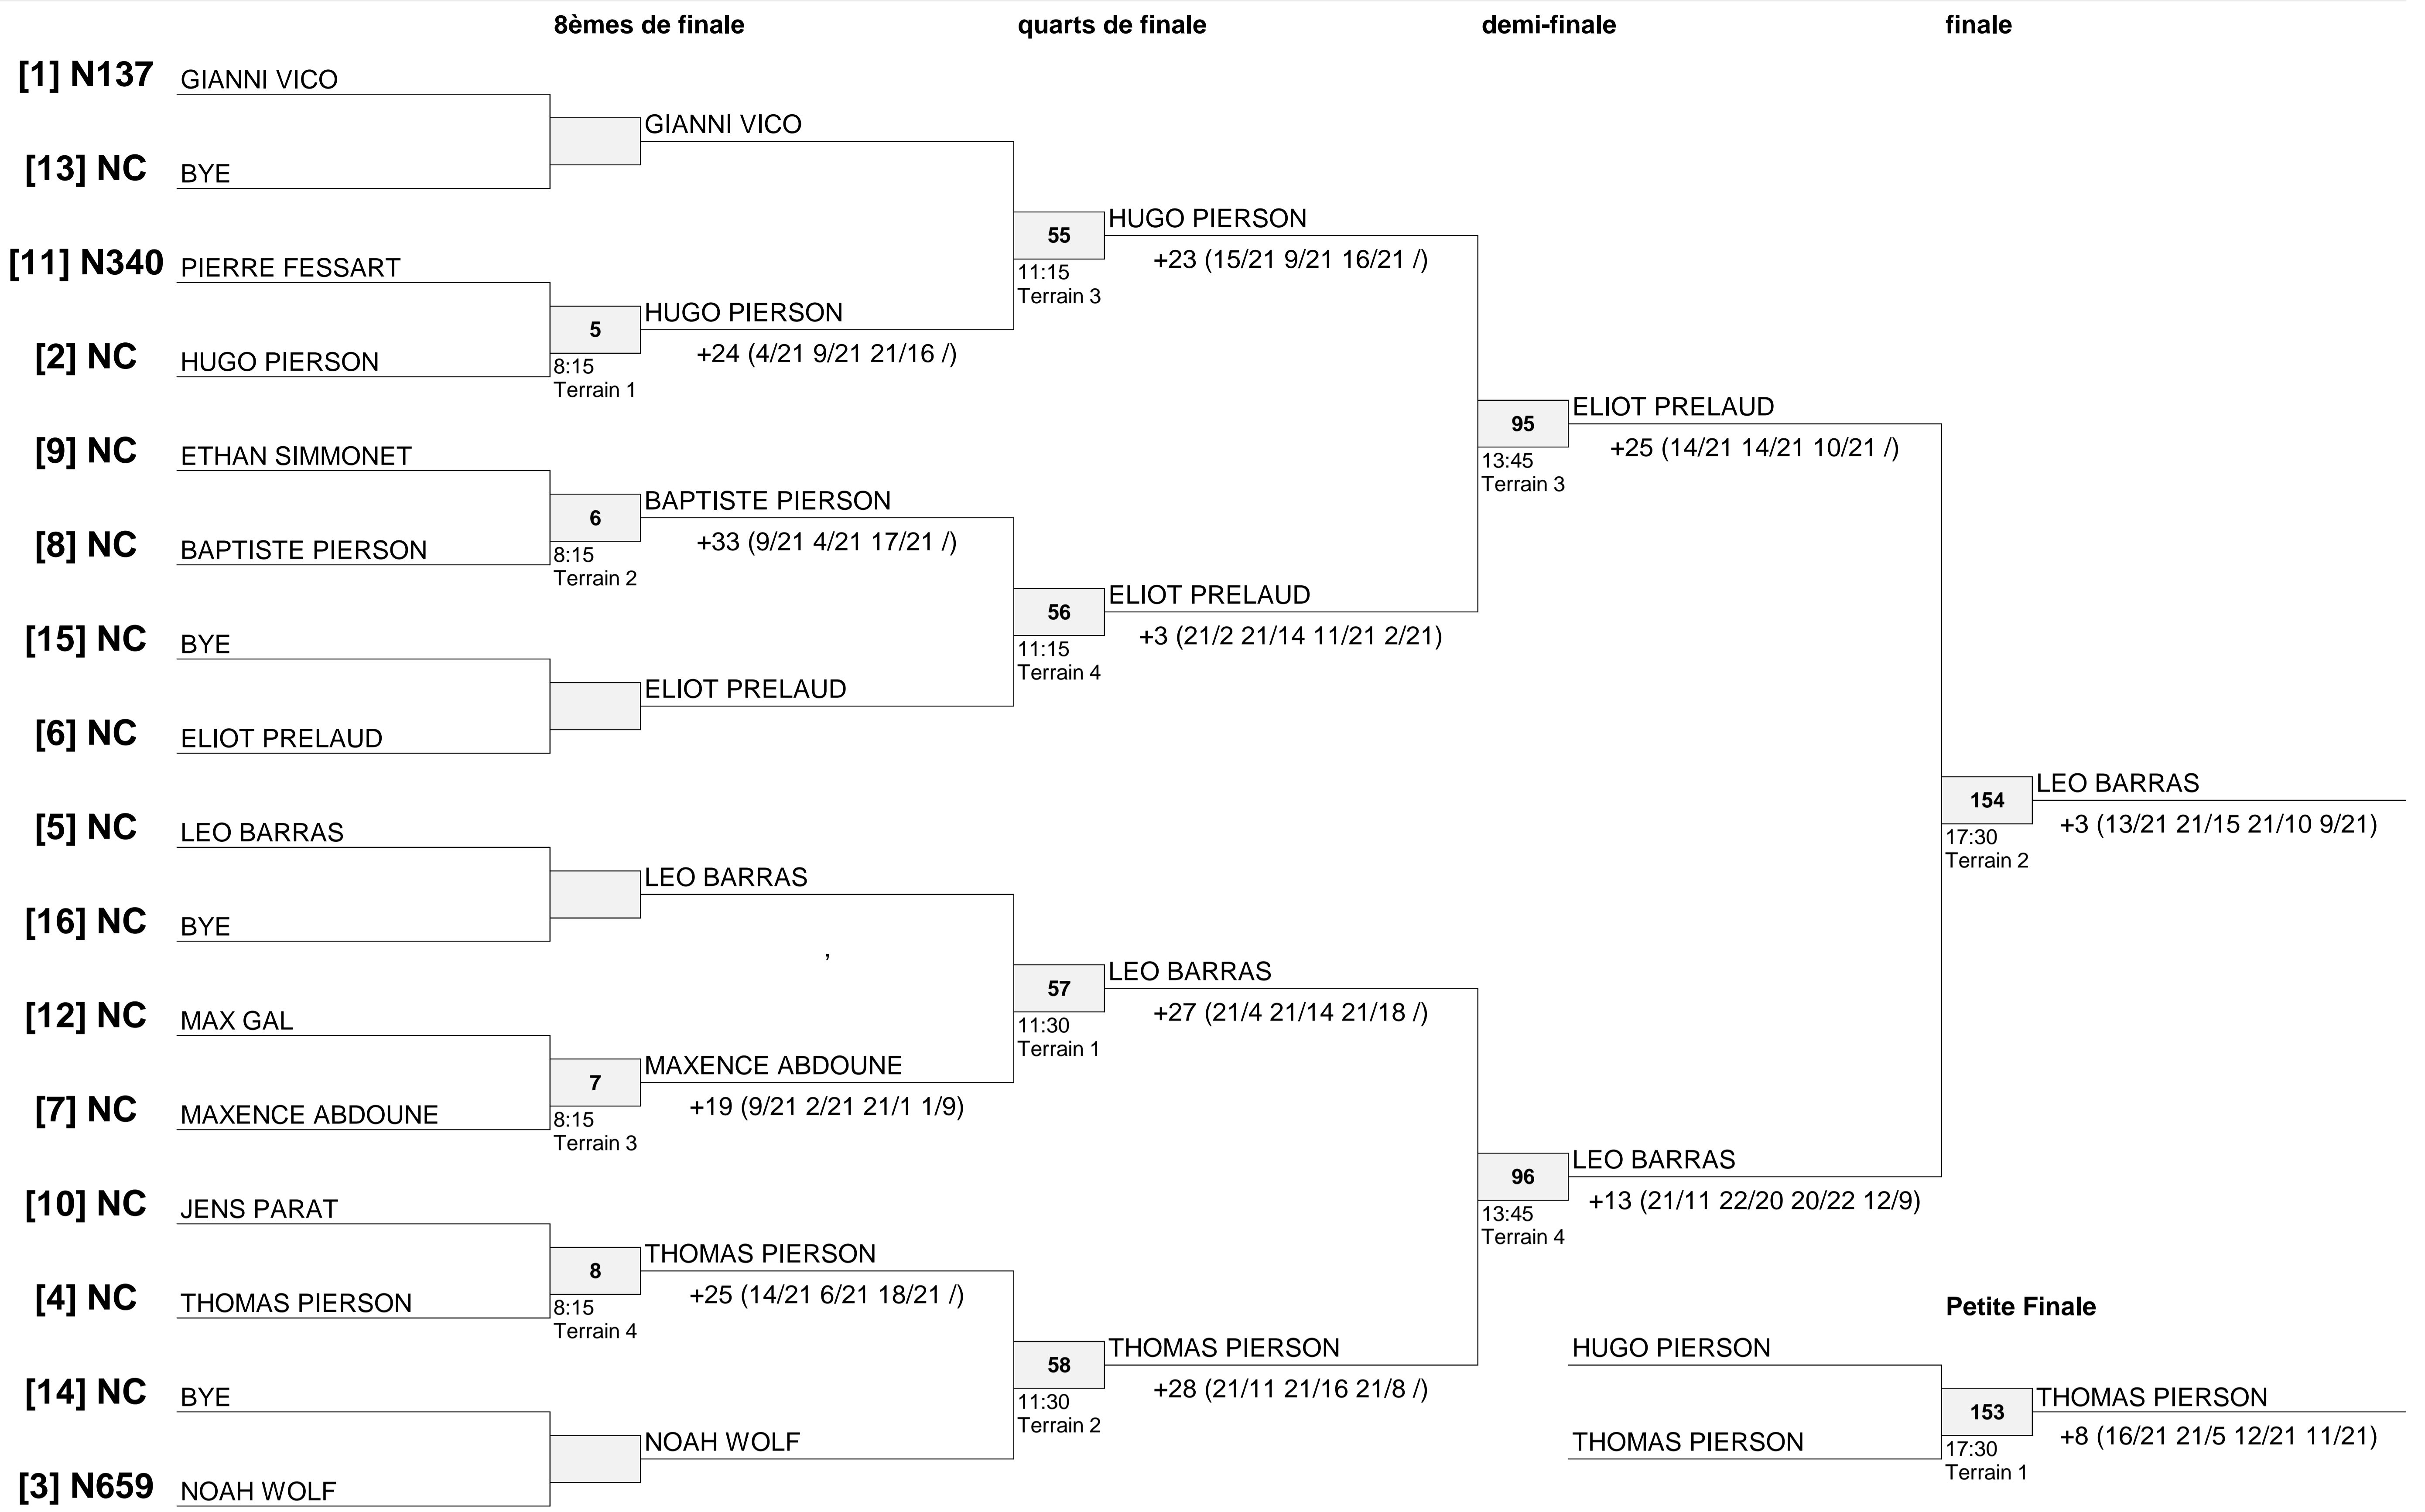 8èmes de finale
quarts de finale
demi-finale
finale
[1] N137 GIANNI VICO
GIANNI VICO
[13] NC BYE
HUGO PIERSON
55
+23 (15/21 9/21 16/21 /)
11:15
Terrain 3
[11] N340 PIERRE FESSART
HUGO PIERSON
5
+24 (4/21 9/21 21/16 /)
8:15
Terrain 1
[2] NC HUGO PIERSON
ELIOT PRELAUD
95
+25 (14/21 14/21 10/21 /)
13:45
Terrain 3
[9] NC ETHAN SIMMONET
BAPTISTE PIERSON
6
+33 (9/21 4/21 17/21 /)
8:15
Terrain 2
[8] NC BAPTISTE PIERSON
ELIOT PRELAUD
56
+3 (21/2 21/14 11/21 2/21)
11:15
Terrain 4
[15] NC BYE
ELIOT PRELAUD
[6] NC ELIOT PRELAUD
LEO BARRAS
154
+3 (13/21 21/15 21/10 9/21)
17:30
Terrain 2
[5] NC LEO BARRAS
LEO BARRAS
[16] NC BYE
,
LEO BARRAS
57
+27 (21/4 21/14 21/18 /)
11:30
Terrain 1
[12] NC MAX GAL
MAXENCE ABDOUNE
7
+19 (9/21 2/21 21/1 1/9)
8:15
Terrain 3
[7] NC MAXENCE ABDOUNE
LEO BARRAS
96
+13 (21/11 22/20 20/22 12/9)
13:45
Terrain 4
[10] NC JENS PARAT
THOMAS PIERSON
8
+25 (14/21 6/21 18/21 /)
8:15
Terrain 4
[4] NC THOMAS PIERSON
THOMAS PIERSON
58
+28 (21/11 21/16 21/8 /)
11:30
Terrain 2
[14] NC BYE
NOAH WOLF
[3] N659 NOAH WOLF
Petite Finale
HUGO PIERSON
THOMAS PIERSON
153
THOMAS PIERSON
+8 (16/21 21/5 12/21 11/21)
17:30
Terrain 1